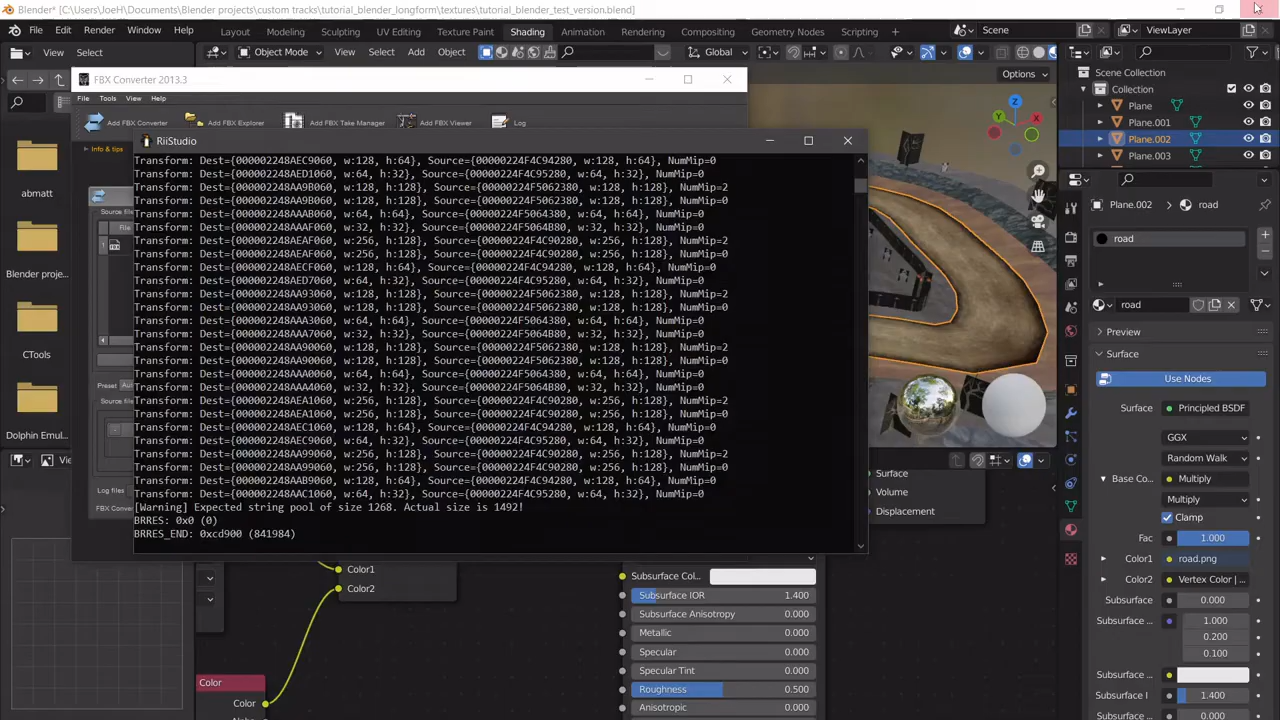 Blender* [C:\Users\JoeH\Documents\Blender projects\custom tracks\tutorial_blender_longform\textures\tutorial_blender_test_version.blend]
File Edit Render Window Help Layout Modeling Sculpting UV Editing Texture Paint Shading Animation Rendering Compositing Geometry Nodes Scripting + Scene ViewLayer
View Select Object Mode View Select Add Object Global
FBX Converter 2013.3
Options
Scene Collection
Collection
File Tools View Help
Plane
Add FBX Converter Add FBX Explorer Add FBX Take Manager Add FBX Viewer Log
Plane.001
RiiStudio
Plane.002
Info & tips
Plane.003
abmatt
Source file
File
Blender proje...
CTools
Preset Aut
Source file
Dolphin Emul...
Log files
FBX Conver
Transform: Dest={000002248AEC9060, w:128, h:64}, Source={00000224F4C94280, w:128, h:64}, NumMip=0
Transform: Dest={000002248AED1060, w:64, h:32}, Source={00000224F4C95280, w:64, h:32}, NumMip=0
Transform: Dest={000002248AA9B060, w:128, h:128}, Source={00000224F5062380, w:128, h:128}, NumMip=2
Transform: Dest={000002248AA9B060, w:128, h:128}, Source={00000224F5062380, w:128, h:128}, NumMip=0
Transform: Dest={000002248AAAB060, w:64, h:64}, Source={00000224F5064380, w:64, h:64}, NumMip=0
Transform: Dest={000002248AAAF060, w:32, h:32}, Source={00000224F5064B80, w:32, h:32}, NumMip=0
Transform: Dest={000002248AEAF060, w:256, h:128}, Source={00000224F4C90280, w:256, h:128}, NumMip=2
Transform: Dest={000002248AEAF060, w:256, h:128}, Source={00000224F4C90280, w:256, h:128}, NumMip=0
Transform: Dest={000002248AECF060, w:128, h:64}, Source={00000224F4C94280, w:128, h:64}, NumMip=0
Transform: Dest={000002248AED7060, w:64, h:32}, Source={00000224F4C95280, w:64, h:32}, NumMip=0
Transform: Dest={000002248AA93060, w:128, h:128}, Source={00000224F5062380, w:128, h:128}, NumMip=2
Transform: Dest={000002248AA93060, w:128, h:128}, Source={00000224F5062380, w:128, h:128}, NumMip=0
Transform: Dest={000002248AAA3060, w:64, h:64}, Source={00000224F5064380, w:64, h:64}, NumMip=0
Transform: Dest={000002248AAA7060, w:32, h:32}, Source={00000224F5064B80, w:32, h:32}, NumMip=0
Transform: Dest={000002248AA90060, w:128, h:128}, Source={00000224F5062380, w:128, h:128}, NumMip=2
Transform: Dest={000002248AA90060, w:128, h:128}, Source={00000224F5062380, w:128, h:128}, NumMip=0
Transform: Dest={000002248AAA0060, w:64, h:64}, Source={00000224F5064380, w:64, h:64}, NumMip=0
Transform: Dest={000002248AAA4060, w:32, h:32}, Source={00000224F5064B80, w:32, h:32}, NumMip=0
Transform: Dest={000002248AEA1060, w:256, h:128}, Source={00000224F4C90280, w:256, h:128}, NumMip=2
Transform: Dest={000002248AEA1060, w:256, h:128}, Source={00000224F4C90280, w:256, h:128}, NumMip=0
Transform: Dest={000002248AEC1060, w:128, h:64}, Source={00000224F4C94280, w:128, h:64}, NumMip=0
Transform: Dest={000002248AEC9060, w:64, h:32}, Source={00000224F4C95280, w:64, h:32}, NumMip=0
Transform: Dest={000002248AA99060, w:256, h:128}, Source={00000224F4C90280, w:256, h:128}, NumMip=2
Transform: Dest={000002248AA99060, w:256, h:128}, Source={00000224F4C90280, w:256, h:128}, NumMip=0
Transform: Dest={000002248AAB9060, w:128, h:64}, Source={00000224F4C94280, w:128, h:64}, NumMip=0
Transform: Dest={000002248AAC1060, w:64, h:32}, Source={00000224F4C95280, w:64, h:32}, NumMip=0
[Warning] Expected string pool of size 1268. Actual size is 1492!
BRRES: 0x0 (0)
BRRES_END: 0xcd900 (841984)
Plane.002 road
road
road
Preview
Surface
Use Nodes
Surface Principled BSDF
GGX
Random Walk
Base Co... Multiply
Multiply
Clamp
Fac 1.000
Color1 road.png
Color2 Vertex Color | ...
Subsurface 0.000
Subsurface .. 1.000
0.200
0.100
Subsurface ..
Subsurface I 1.400
Subsurface .. 0.000
Surface
Volume
Displacement
Color1
Color2
Color
Color
Subsurface Col...
Subsurface IOR 1.400
Subsurface Anisotropy 0.000
Metallic 0.000
Specular 0.000
Specular Tint 0.000
Roughness 0.500
Anisotropic 0.000